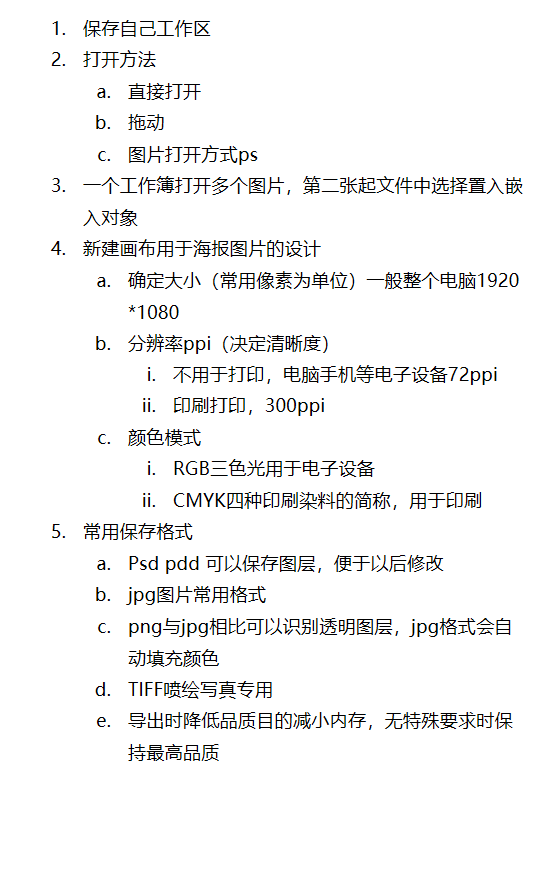 1. 保存自己工作区
2. 打开方法
a. 直接打开
b. 拖动
c. 图片打开方式ps
3. 一个工作簿打开多个图片，第二张起文件中选择置入嵌
入对象
4. 新建画布用于海报图片的设计
a. 确定大小（常用像素为单位）一般整个电脑1920
*1080
b. 分辨率ppi（决定清晰度）
i. 不用于打印，电脑手机等电子设备72ppi
ii. 印刷打印，300ppi
c. 颜色模式
i. RGB三色光用于电子设备
ii. CMYK四种印刷染料的简称，用于印刷
5. 常用保存格式
a. Psd pdd 可以保存图层，便于以后修改
b. jpg图片常用格式
c. png与jpg相比可以识别透明图层，jpg格式会自
动填充颜色
d. TIFF喷绘写真专用
e. 导出时降低品质目的减小内存，无特殊要求时保
持最高品质